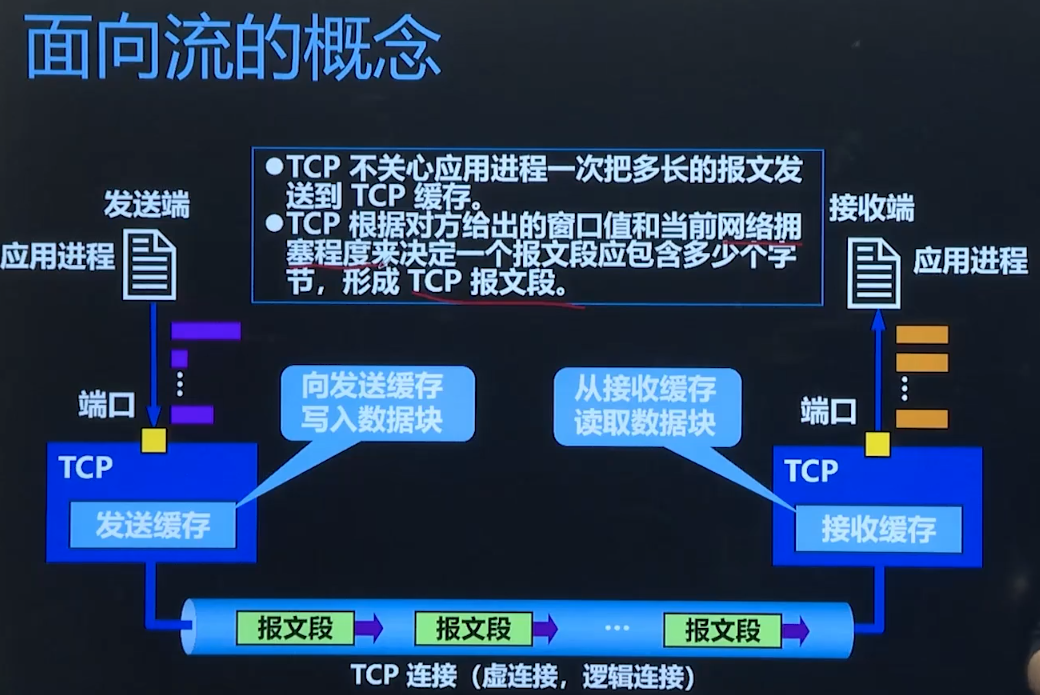 面向流的概念
●TCP 不关心应用进程一次把多长的报文发
送到 TCP 缓存。
●TCP 根据对方给出的窗口值和当前网络拥
塞程度来决定一个报文段应包含多少个字
节，形成 TCP 报文段。
发送端
应用进程
接收端
应用进程
端口
向发送缓存
写入数据块
从接收缓存
读取数据块
端口
TCP
发送缓存
TCP
接收缓存
报文段
报文段
…
报文段
TCP 连接（虚连接，逻辑连接）